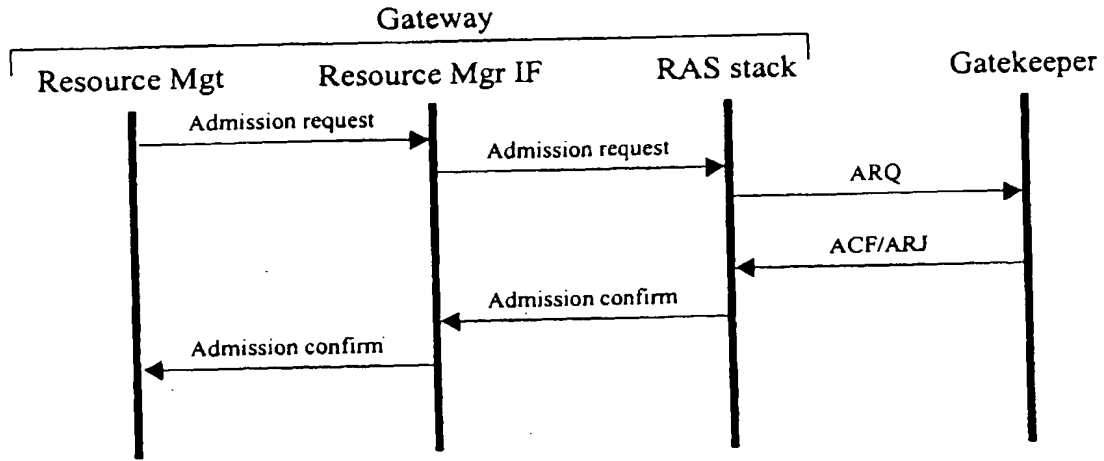 Gateway
Resource Mgt
Resource Mgr IF
RAS stack
Gatekeeper
Admission request
Admission request
ARQ
ACF/ARJ
Admission confirm
Admission confirm